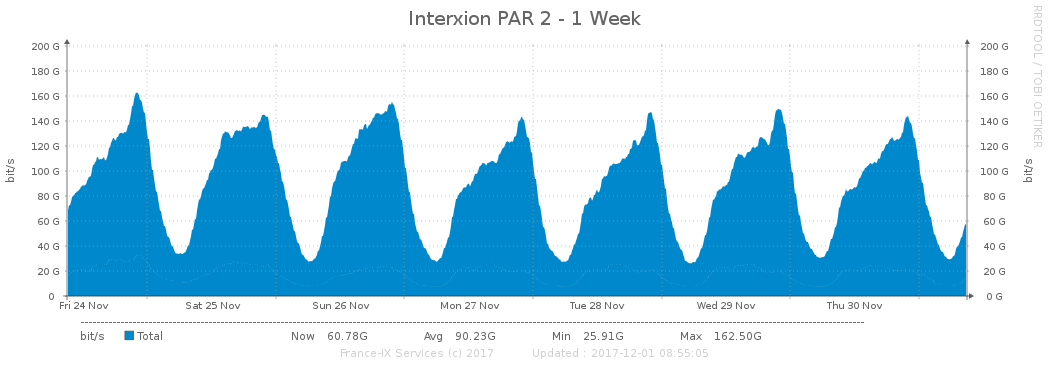 Interxion PAR 2 - 1 Week
RRDTOOL / TOBI OETIKER
200 G 200 G
180 G 180 G
160 G 160 G
140 G 140 G
120 G 120 G
100 G 100 G
80 G 80 G
60 G 60 G
40 G 40 G
20 G 20 G
0 0 G
bit/s bit/s
Fri 24 Nov Sat 25 Nov Sun 26 Nov Mon 27 Nov Tue 28 Nov Wed 29 Nov Thu 30 Nov
bit/s Total Now 60.78G Avg 90.23G Min 25.91G Max 162.50G
France-IX Services (c) 2017 Updated : 2017-12-01 08:55:05